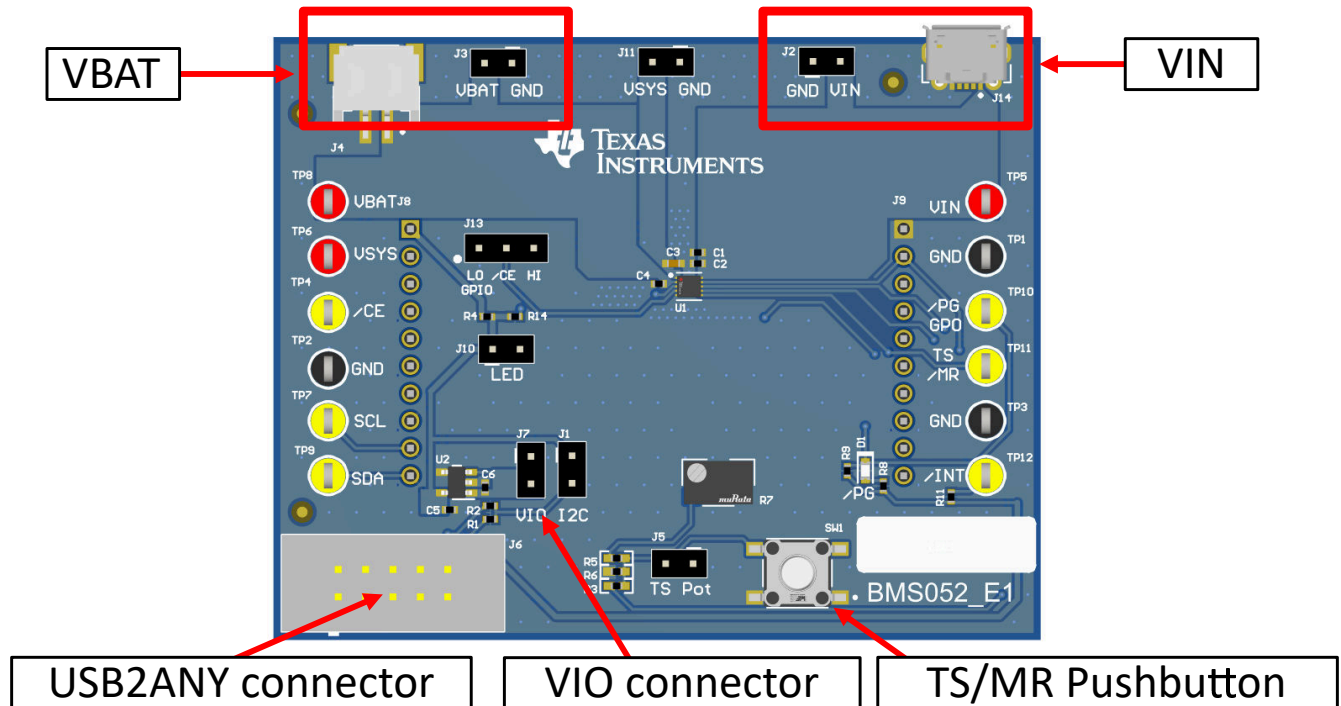 VBAT
VIN
J3
VBAT GND
J11
VSYS GND
J2
GND VIN
J14
J4
TEXAS
INSTRUMENTS
TP8
VBAT
J8
TP6
VSYS
TP4
/CE
TP2
GND
TP7
SCL
TP9
SDA
J13
LO /CE HI
GPIO
R4
R14
J10
LED
C3
C1
C2
C4
U1
J9
TP5
VIN
TP1
GND
TP10
/PG
GPO
TP11
TS
/MR
TP3
GND
TP12
/INT
R9
D1
R8
/PG
R11
J7
J1
U2
C6
C5
R2
R1
VIO I2C
muRata
R7
J6
J5
R5
R6
TS Pot
SW1
BMS052_E1
USB2ANY connector
VIO connector
TS/MR Pushbutton